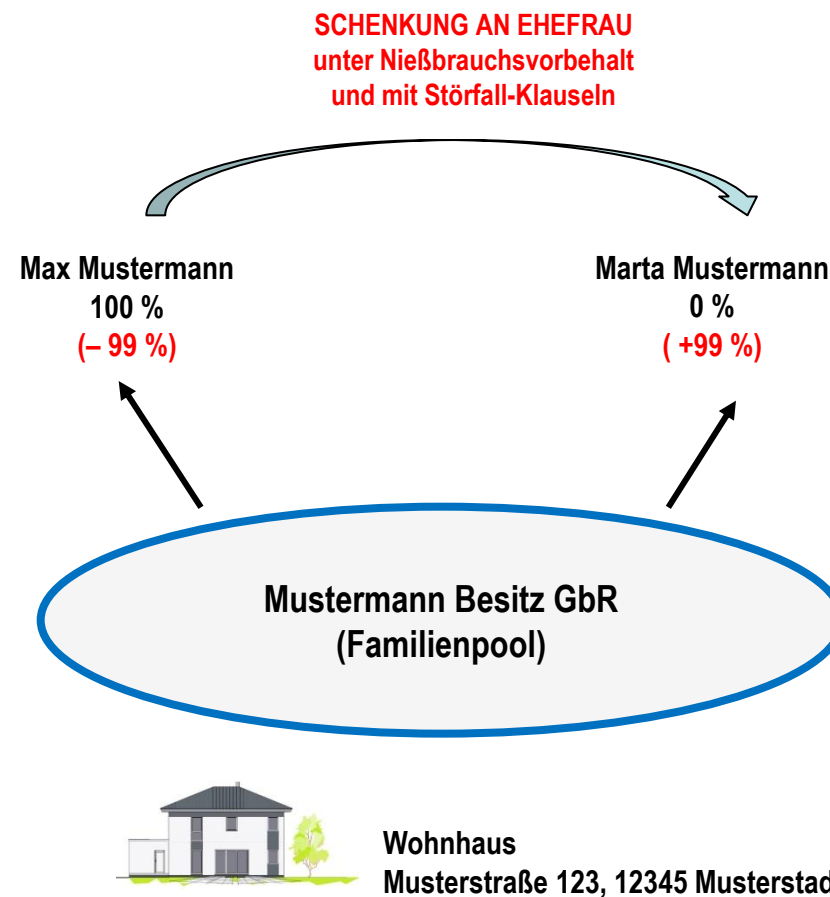 SCHENKUNG AN EHEFRAU
unter Nießbrauchsvorbehalt
und mit Störfall-Klauseln
Max Mustermann
100 %
(– 99 %)
Marta Mustermann
0 %
( +99 %)
Mustermann Besitz GbR
(Familienpool)
Wohnhaus
Musterstraße 123, 12345 Musterstad